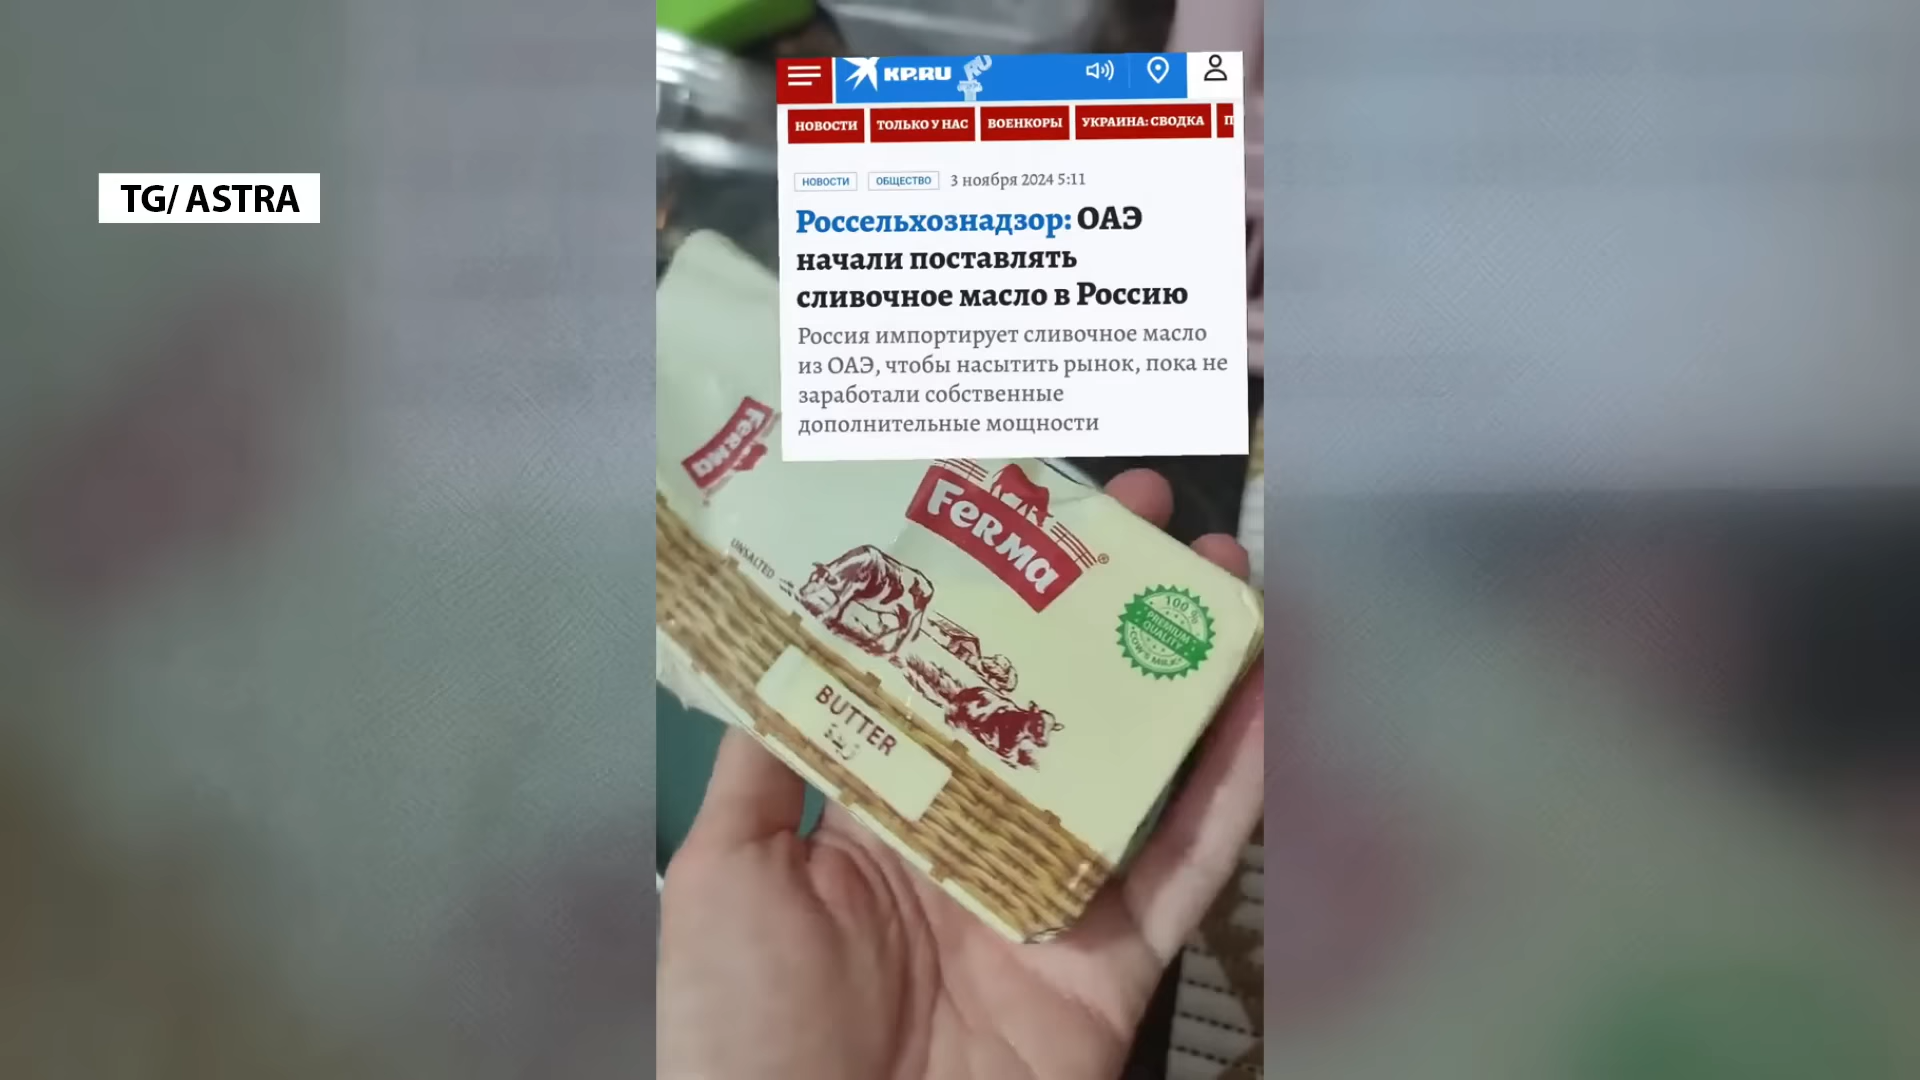 TG/ ASTRA
KP.RU
RU
НОВОСТИ
ТОЛЬКО У НАС
ВОЕНКОРЫ
УКРАИНА: СВОДКА
П
НОВОСТИ
ОБЩЕСТВО
3 ноября 2024 5:11
Россельхознадзор: ОАЭ
начали поставлять
сливочное масло в Россию
Россия импортирует сливочное масло
из ОАЭ, чтобы насытить рынок, пока не
заработали собственные
дополнительные мощности
Ferma
Ferma®
UNSALTED
100 %
PREMIUM
QUALITY
COW'S MILK
BUTTER